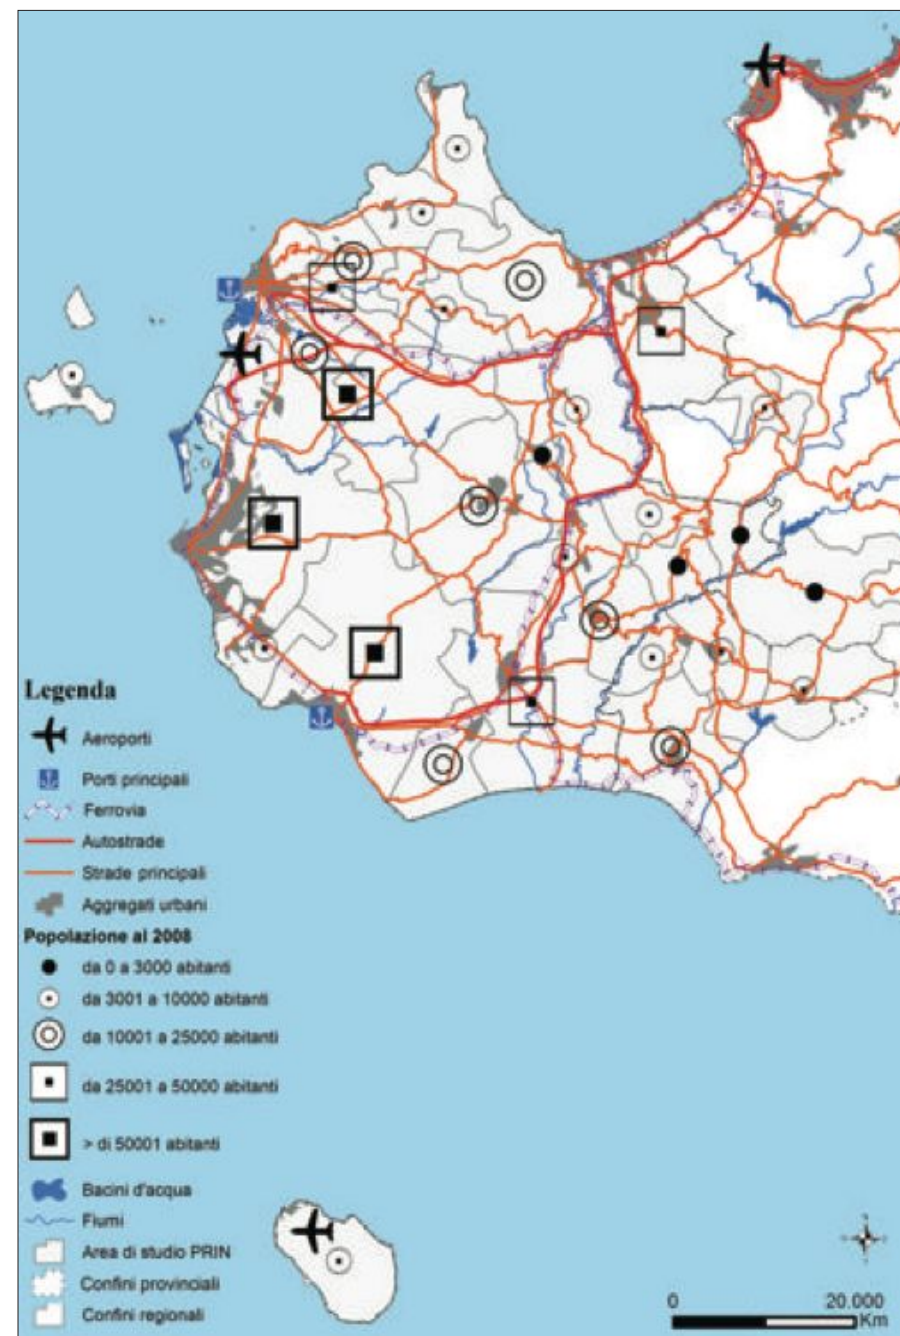 Legenda
Aeroporti
Porti principali
Ferrovia
Autostrade
Strade principali
Aggregati urbani
Popolazione al 2008
da 0 a 3000 abitanti
da 3001 a 10000 abitanti
da 10001 a 25000 abitanti
da 25001 a 50000 abitanti
> di 50001 abitanti
Bacini d'acqua
Fiumi
Area di studio PRIN
Confini provinciali
Confini regionali
0 20.000
Km